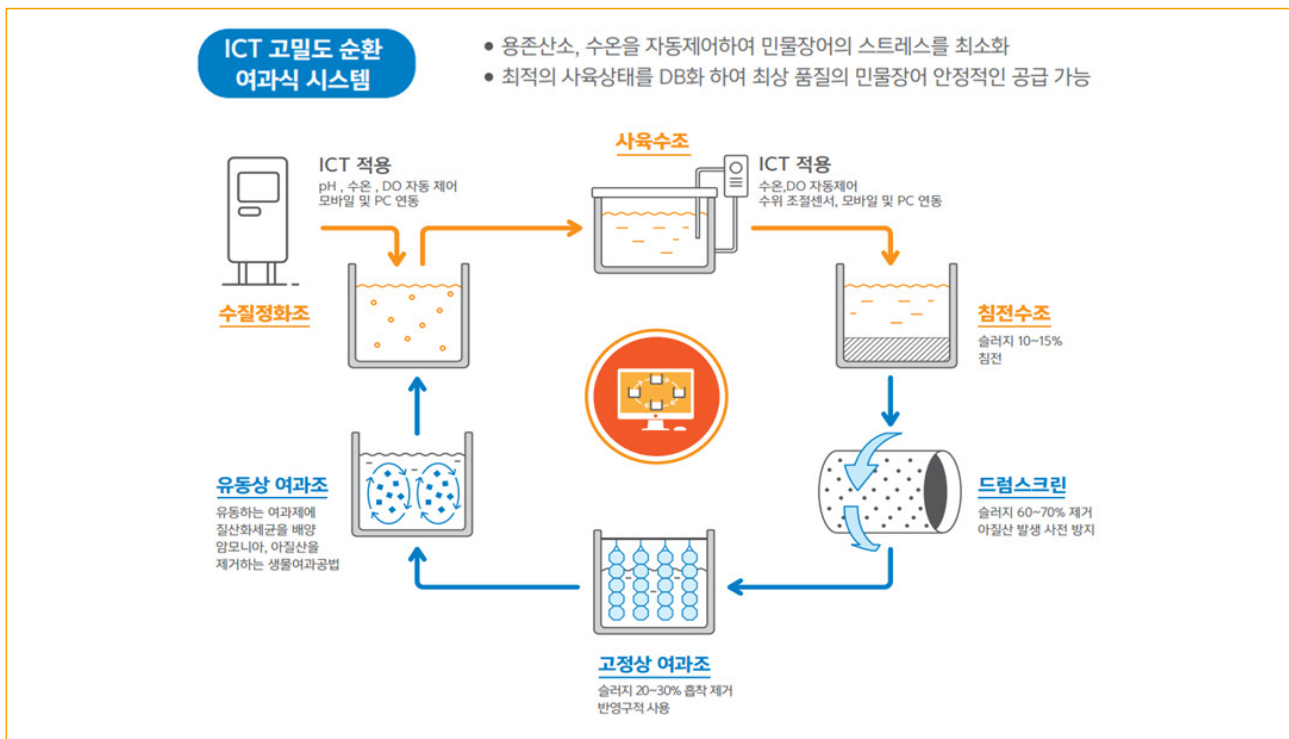 ICT 고밀도 순환
여과식 시스템
• 용존산소, 수온을 자동제어하여 민물장어의 스트레스를 최소화
• 최적의 사육상태를 DB화 하여 최상 품질의 민물장어 안정적인 공급 가능
ICT 적용
pH , 수온 , DO 자동 제어
모바일 및 PC 연동
수질정화조
사육수조
ICT 적용
수온,DO 자동제어
수위 조절센서, 모바일 및 PC 연동
침전수조
슬러지 10~15%
침전
드럼스크린
슬러지 60~70% 제거
아질산 발생 사전 방지
고정상 여과조
슬러지 20~30% 흡착 제거
반영구적 사용
유동상 여과조
유동하는 여과제에
질산화세균을 배양
암모니아, 아질산을
제거하는 생물여과공법